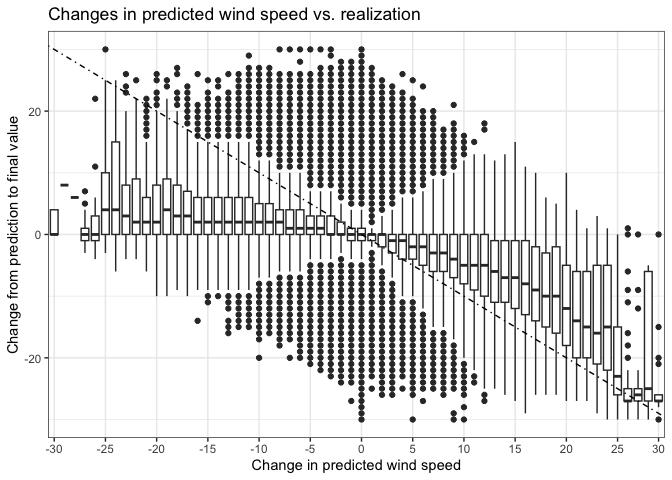 Changes in predicted wind speed vs. realization
Change from prediction to final value
20
0
-20
-30 -25 -20 -15 -10 -5 0 5 10 15 20 25 30
Change in predicted wind speed